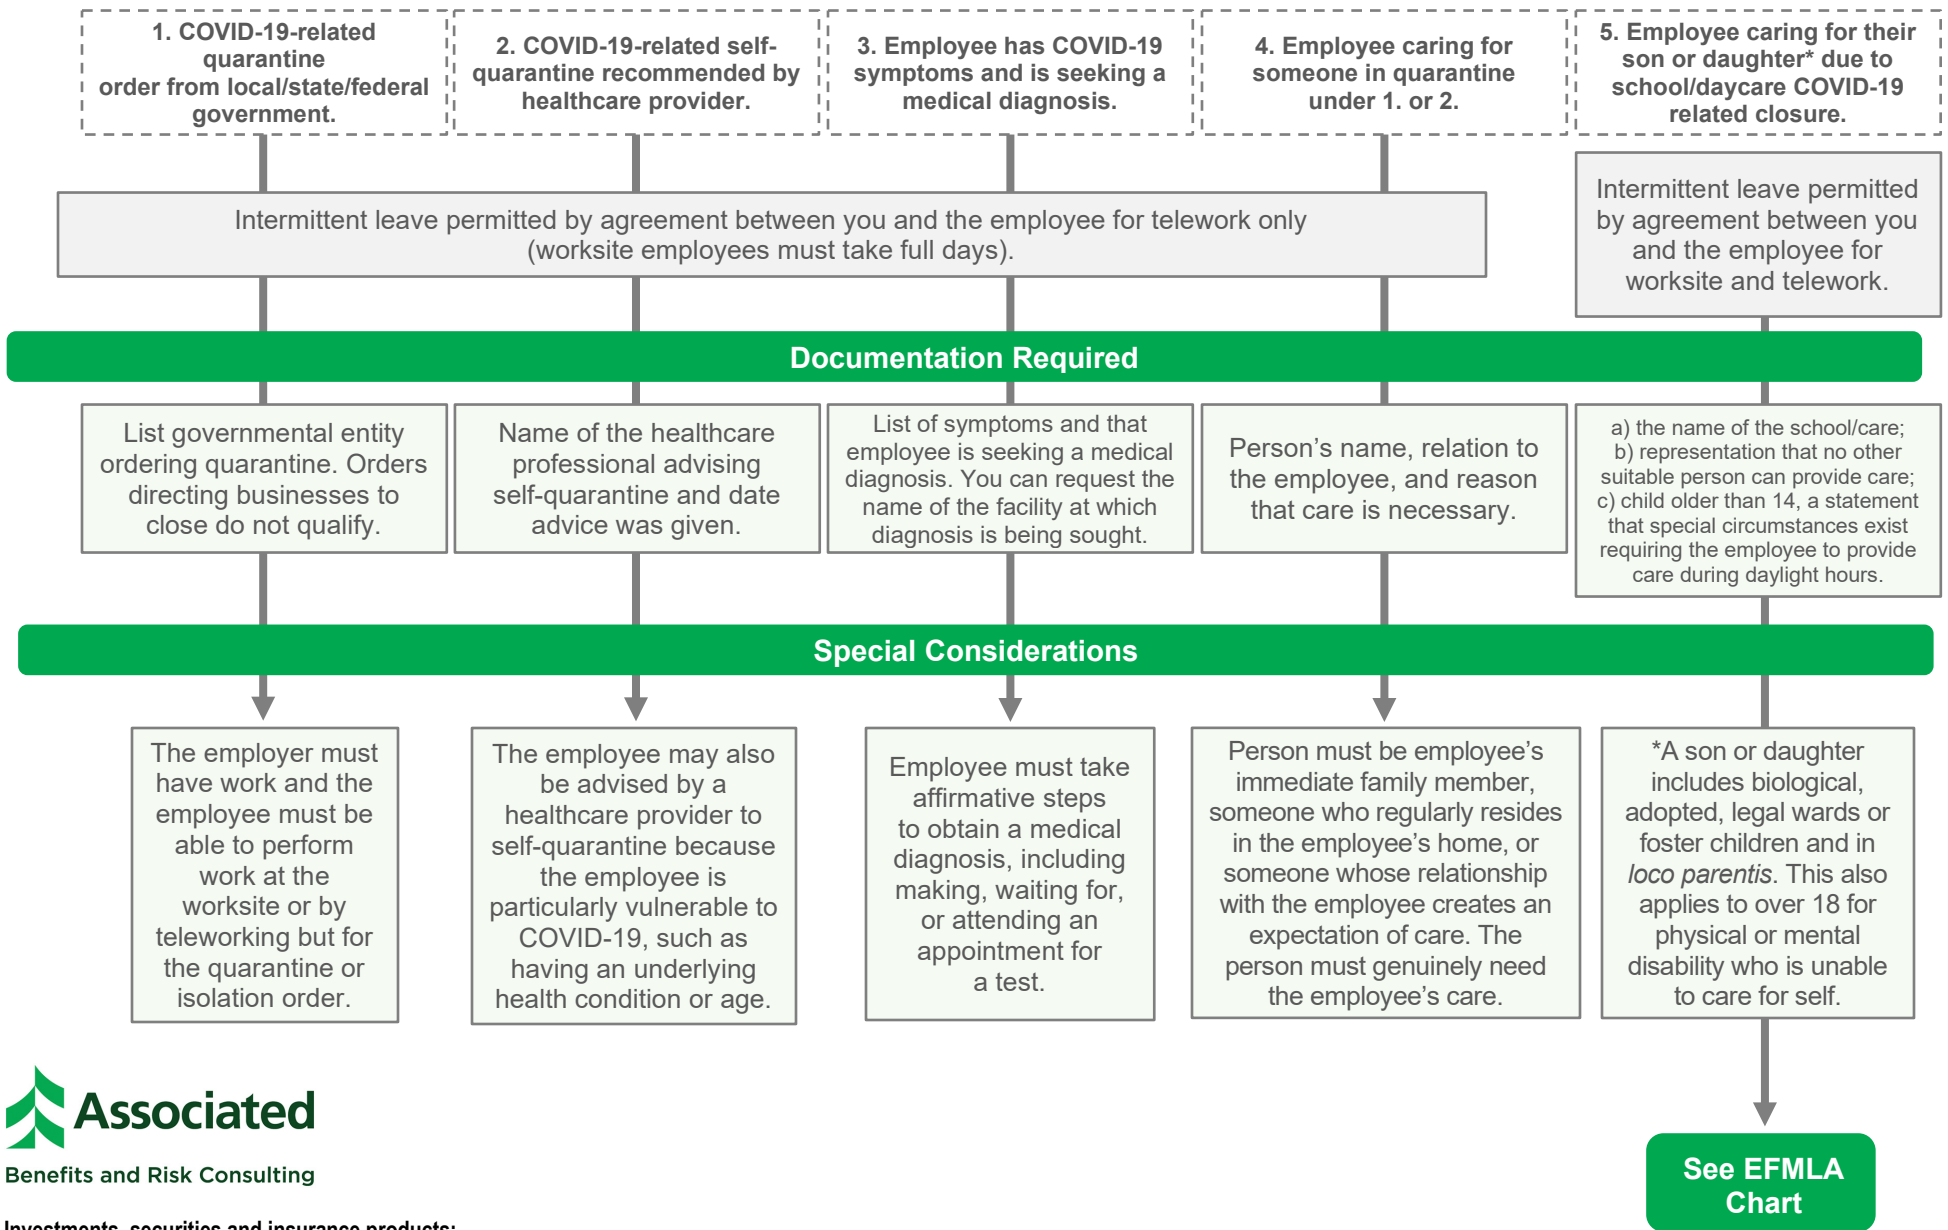 1. COVID-19-related
quarantine
order from local/state/federal
government.
2. COVID-19-related self-
quarantine recommended by
healthcare provider.
3. Employee has COVID-19
symptoms and is seeking a
medical diagnosis.
4. Employee caring for
someone in quarantine
under 1. or 2.
5. Employee caring for their
son or daughter* due to
school/daycare COVID-19
related closure.
Intermittent leave permitted by agreement between you and the employee for telework only
(worksite employees must take full days).
Intermittent leave permitted
by agreement between you
and the employee for
worksite and telework.
Documentation Required
List governmental entity
ordering quarantine. Orders
directing businesses to
close do not qualify.
Name of the healthcare
professional advising
self-quarantine and date
advice was given.
List of symptoms and that
employee is seeking a medical
diagnosis. You can request the
name of the facility at which
diagnosis is being sought.
Person's name, relation to
the employee, and reason
that care is necessary.
a) the name of the school/care;
b) representation that no other
suitable person can provide care;
c) child older than 14, a statement
that special circumstances exist
requiring the employee to provide
care during daylight hours.
Special Considerations
The employer must
have work and the
employee must be
able to perform
work at the
worksite or by
teleworking but for
the quarantine or
isolation order.
The employee may also
be advised by a
healthcare provider to
self-quarantine because
the employee is
particularly vulnerable to
COVID-19, such as
having an underlying
health condition or age.
Employee must take
affirmative steps
to obtain a medical
diagnosis, including
making, waiting for,
or attending an
appointment for
a test.
Person must be employee's
immediate family member,
someone who regularly resides
in the employee's home, or
someone whose relationship
with the employee creates an
expectation of care. The
person must genuinely need
the employee's care.
*A son or daughter
includes biological,
adopted, legal wards or
foster children and in
loco parentis. This also
applies to over 18 for
physical or mental
disability who is unable
to care for self.
Associated
Benefits and Risk Consulting
See EFMLA
Chart
Investments, securities and insurance products: